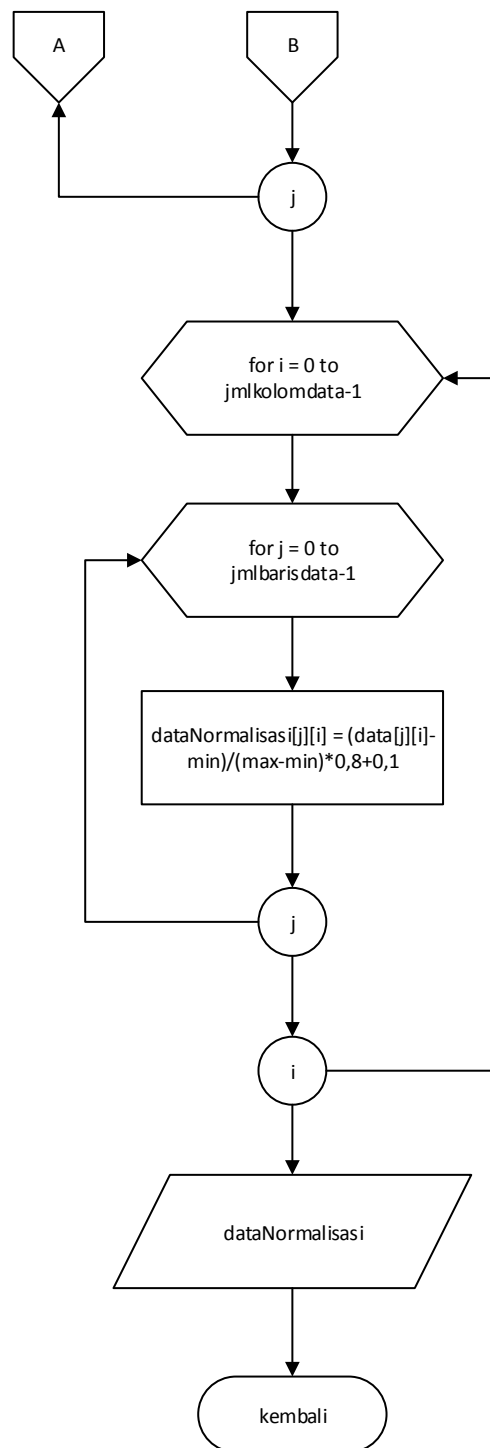 A
B
j
for i = 0 to
jmlkolomdata-1
for j = 0 to
jmlbarisdata-1
dataNormalisasi[j][i] = (data[j][i]-
min)/(max-min)*0,8+0,1
j
i
dataNormalisasi
kembali